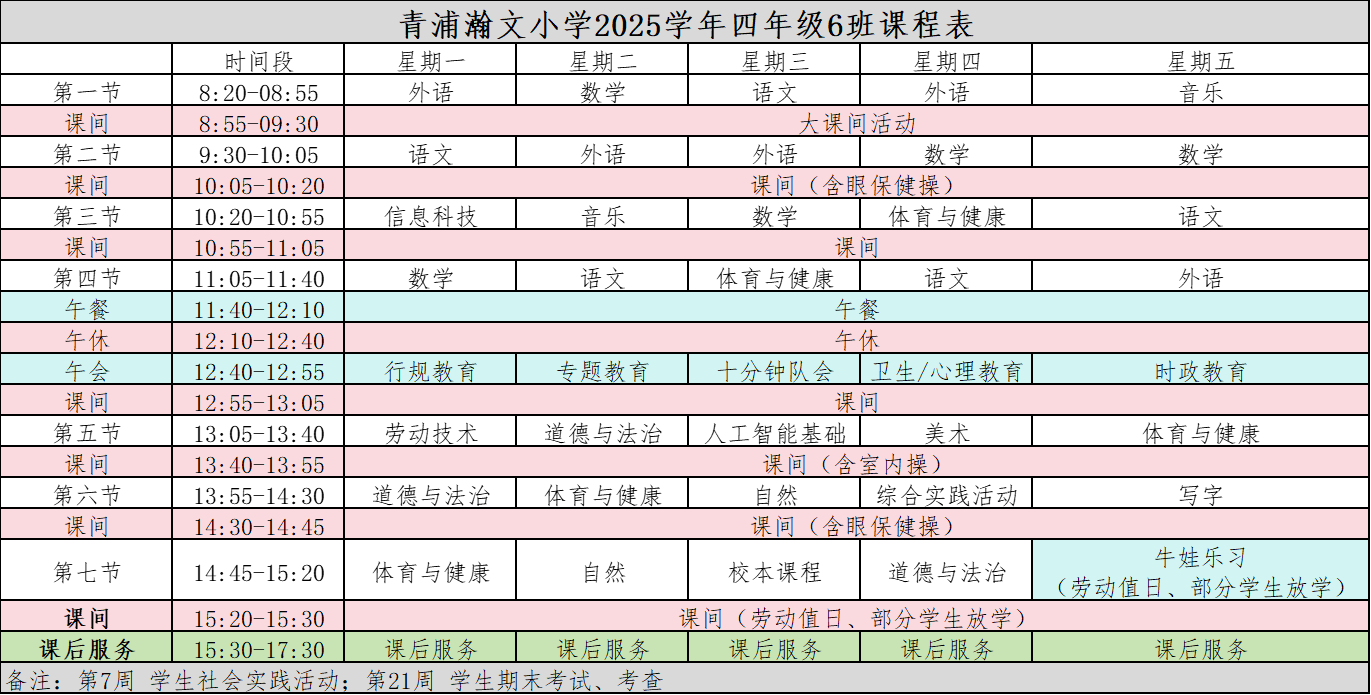 青浦瀚文小学2025学年四年级6班课程表
时间段 星期一 星期二 星期三 星期四 星期五
第一节 8:20-08:55 外语 数学 语文 外语 音乐
课间 8:55-09:30 大课间活动
第二节 9:30-10:05 语文 外语 外语 数学 数学
课间 10:05-10:20 课间（含眼保健操）
第三节 10:20-10:55 信息科技 音乐 数学 体育与健康 语文
课间 10:55-11:05 课间
第四节 11:05-11:40 数学 语文 体育与健康 语文 外语
午餐 11:40-12:10 午餐
午休 12:10-12:40 午休
午会 12:40-12:55 行规教育 专题教育 十分钟队会 卫生/心理教育 时政教育
课间 12:55-13:05 课间
第五节 13:05-13:40 劳动技术 道德与法治 人工智能基础 美术 体育与健康
课间 13:40-13:55 课间（含室内操）
第六节 13:55-14:30 道德与法治 体育与健康 自然 综合实践活动 写字
课间 14:30-14:45 课间（含眼保健操）
第七节 14:45-15:20 体育与健康 自然 校本课程 道德与法治 牛娃乐习
（劳动值日、部分学生放学）
课间 15:20-15:30 课间（劳动值日、部分学生放学）
课后服务 15:30-17:30 课后服务 课后服务 课后服务 课后服务 课后服务
备注：第7周 学生社会实践活动；第21周 学生期末考试、考查